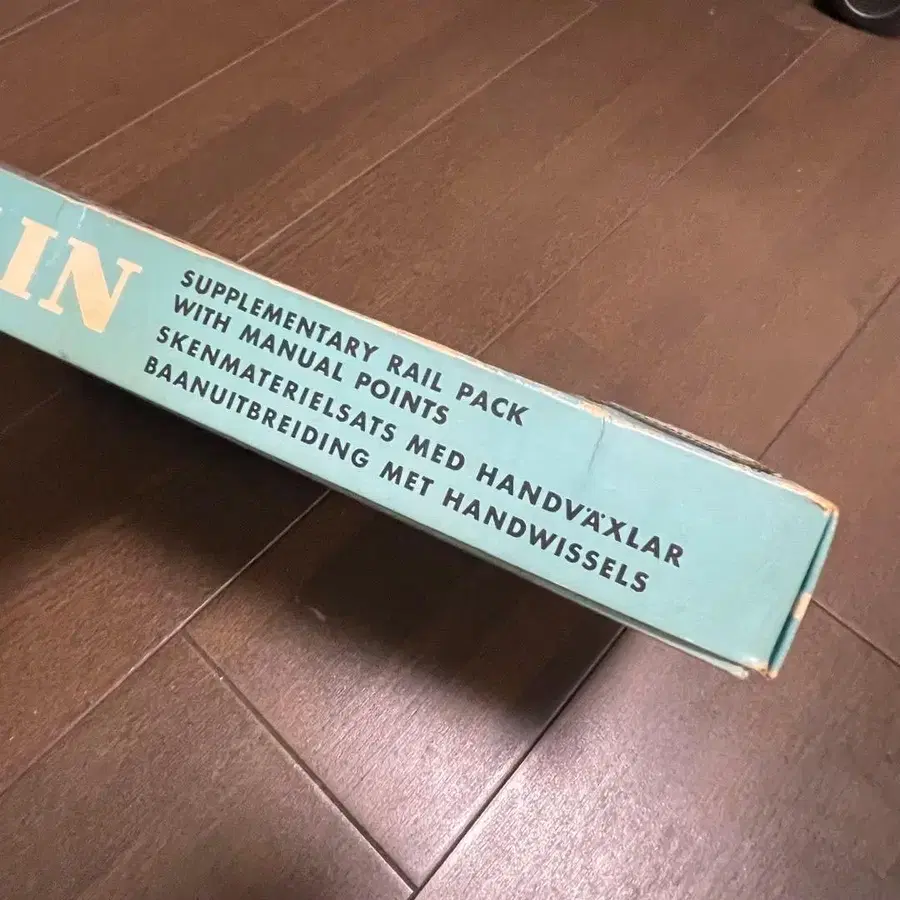 IN
SUPPLEMENTARY RAIL PACK
WITH MANUAL POINTS
SKENMATERIELSATS MED HANDVÄXLAR
BAANUITBREIDING MET HANDWISSELS